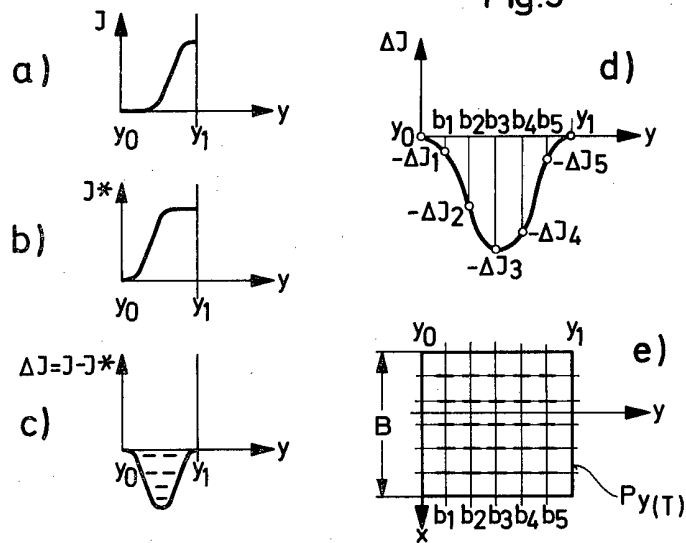 Fig.5
a)
J
y
y0
y1
b)
J*
y
y0
y1
c)
ΔJ=J-J*
y
y0
y1
d)
ΔJ
y0 b1 b2 b3 b4 b5 y1 y
-ΔJ1
-ΔJ2
-ΔJ3
-ΔJ4
-ΔJ5
e)
y0
y1
B
y
Py(T)
b1 b2 b3 b4 b5
x